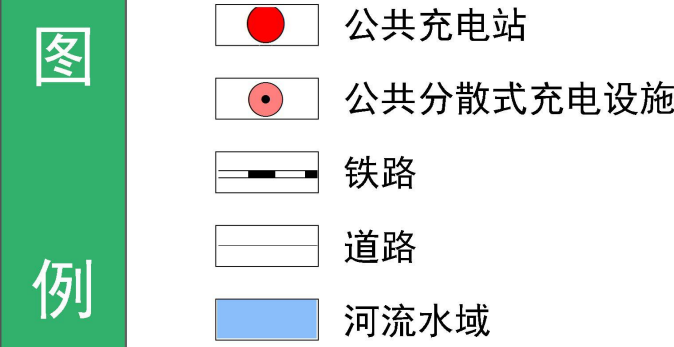 图例
公共充电站
公共分散式充电设施
铁路
道路
河流水域